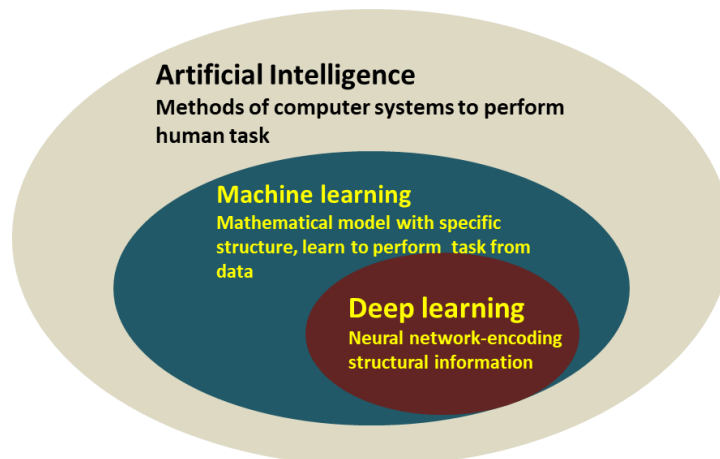 Artificial Intelligence
Methods of computer systems to perform
human task
Machine learning
Mathematical model with specific
structure, learn to perform task from
data
Deep learning
Neural network-encoding
structural information